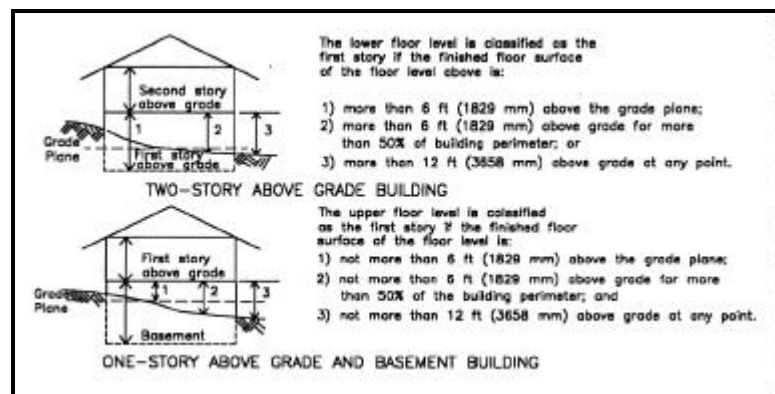 The lower floor level is classified as the
first story if the finished floor surface
of the floor level above is:
1) more than 6 ft (1829 mm) above the grade plane;
2) more than 6 ft (1829 mm) above grade for more
than 50% of building perimeter; or
3) more than 12 ft (3658 mm) above grade at any point.
Second story
above grade
1
2
3
Grade
Plane
First story
above grade
TWO-STORY ABOVE GRADE BUILDING
The upper floor level is calssified
as the first story if the finished floor
surface of the floor level is:
1) not more than 6 ft (1829 mm) above the grade plane;
2) not more than 6 ft (1829 mm) above grade for more
than 50% of the building perimeter; and
3) not more than 12 ft (3658 mm) above grade at any point.
First story
above grade
1
2
3
Grade
Plane
Basement
ONE-STORY ABOVE GRADE AND BASEMENT BUILDING